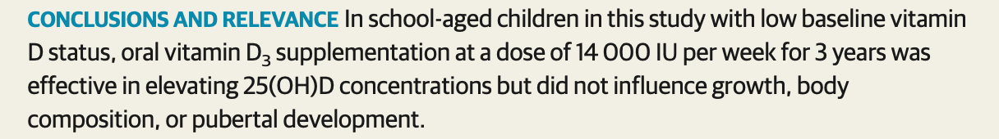 CONCLUSIONS AND RELEVANCE In school-aged children in this study with low baseline vitamin
D status, oral vitamin D₃ supplementation at a dose of 14 000 IU per week for 3 years was
effective in elevating 25(OH)D concentrations but did not influence growth, body
composition, or pubertal development.